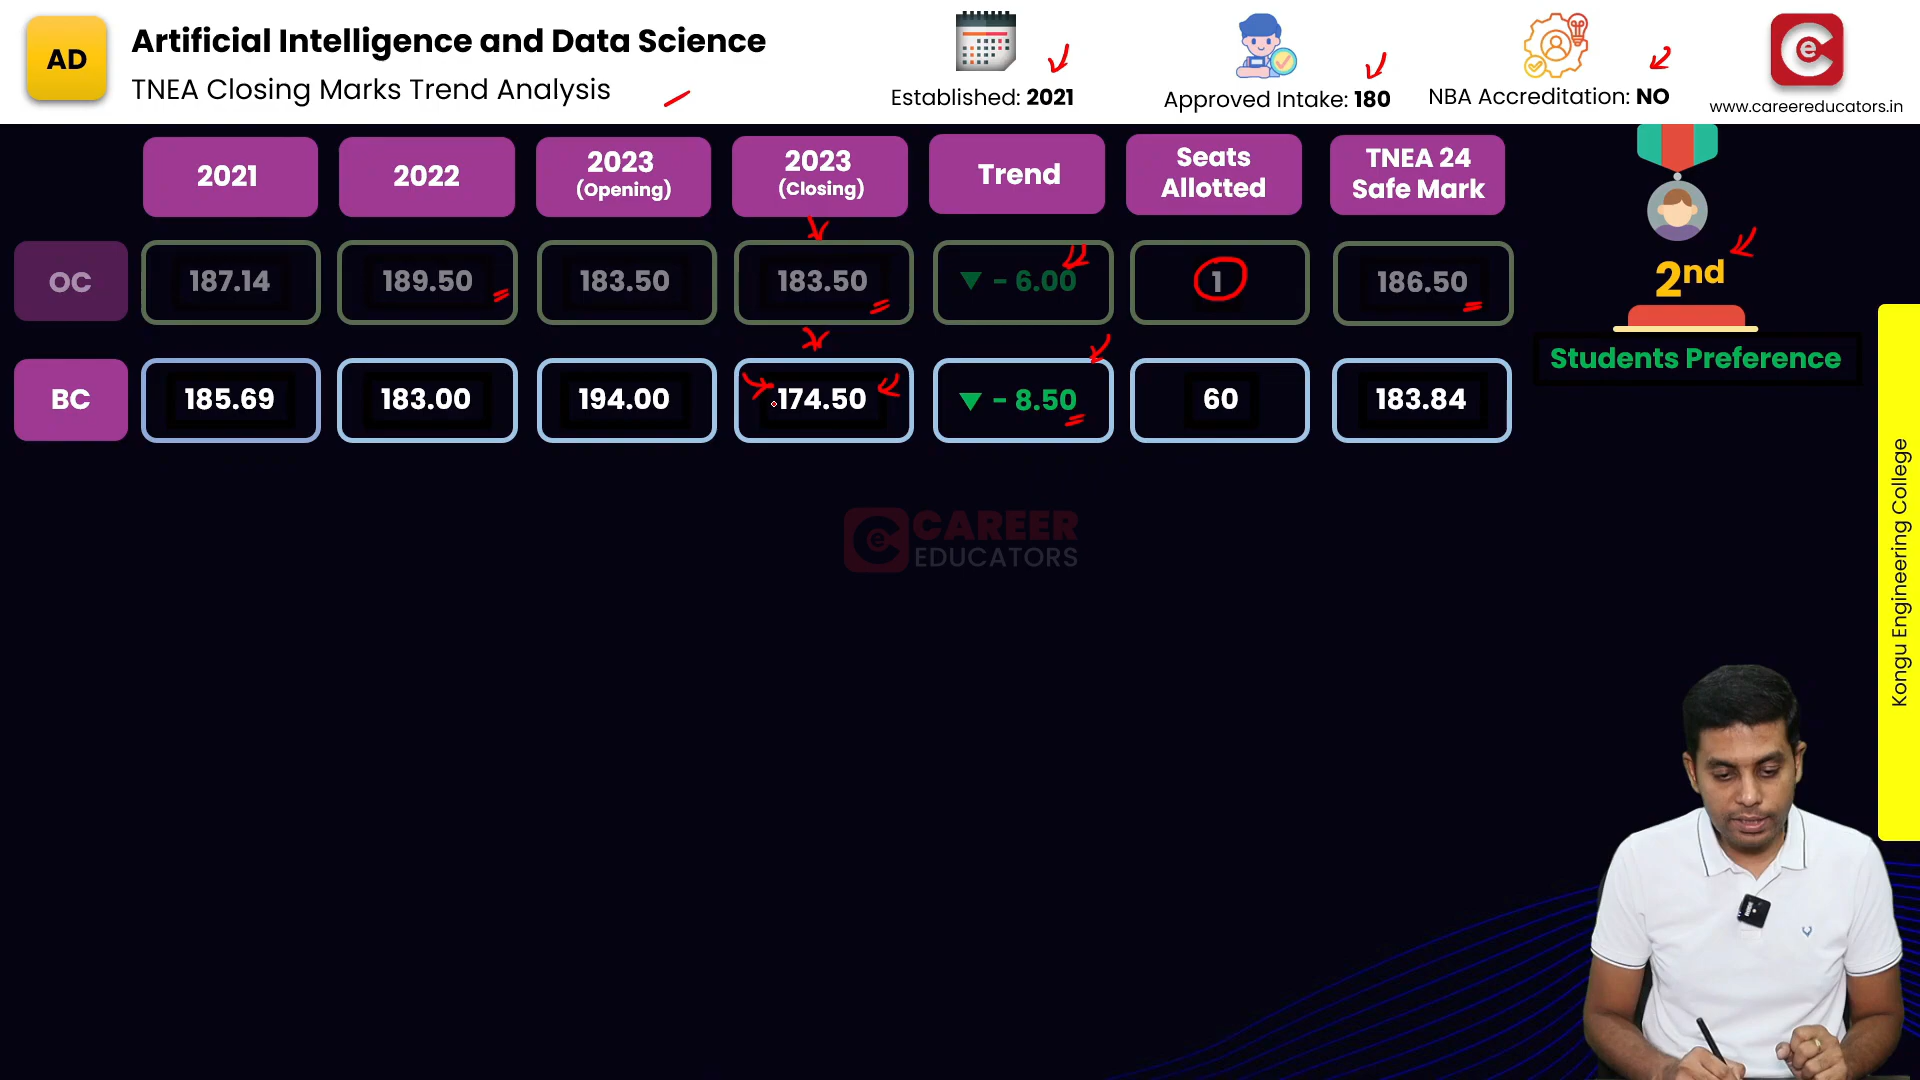 AD
Artificial Intelligence and Data Science
TNEA Closing Marks Trend Analysis
Established: 2021
Approved Intake: 180
NBA Accreditation: NO
e
www.careereducators.in
2021
2022
2023
(Opening)
2023
(Closing)
Trend
Seats
Allotted
TNEA 24
Safe Mark
OC
187.14
189.50
183.50
183.50
▼ - 6.00
1
186.50
2nd
Students Preference
BC
185.69
183.00
194.00
174.50
▼ - 8.50
60
183.84
Kongu Engineering College
e CAREER
EDUCATORS